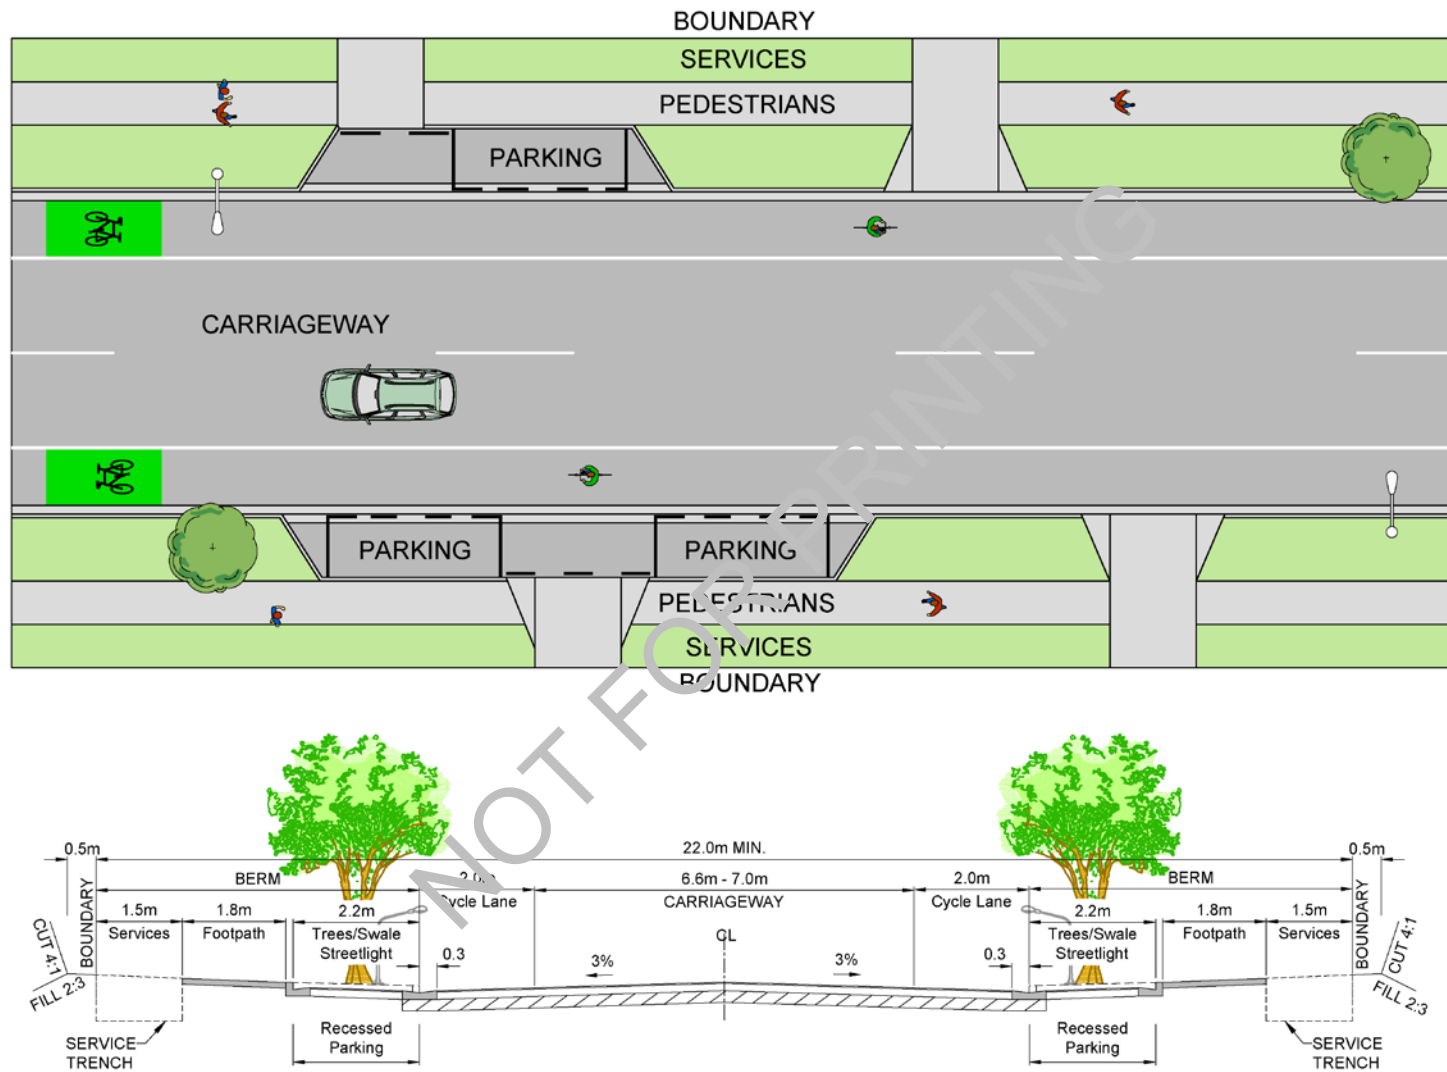 BOUNDARY
SERVICES
PEDESTRIANS
PARKING
CARRIAGEWAY
PARKING
PARKING
PEDESTRIANS
SERVICES
BOUNDARY
NOT FOR PRINTING
0.5m
22.0m MIN.
0.5m
BERM
2.0m
6.6m - 7.0m
2.0m
BERM
Cycle Lane
CARRIAGEWAY
Cycle Lane
1.5m
1.8m
2.2m
2.2m
1.8m
1.5m
Services
Footpath
Trees/Swale
Streetlight
CL
Trees/Swale
Streetlight
Footpath
Services
BOUNDARY
BOUNDARY
CUT 4:1
FILL 2:3
0.3
3%
3%
0.3
CUT 4:1
FILL 2:3
SERVICE
TRENCH
Recessed
Parking
Recessed
Parking
SERVICE
TRENCH